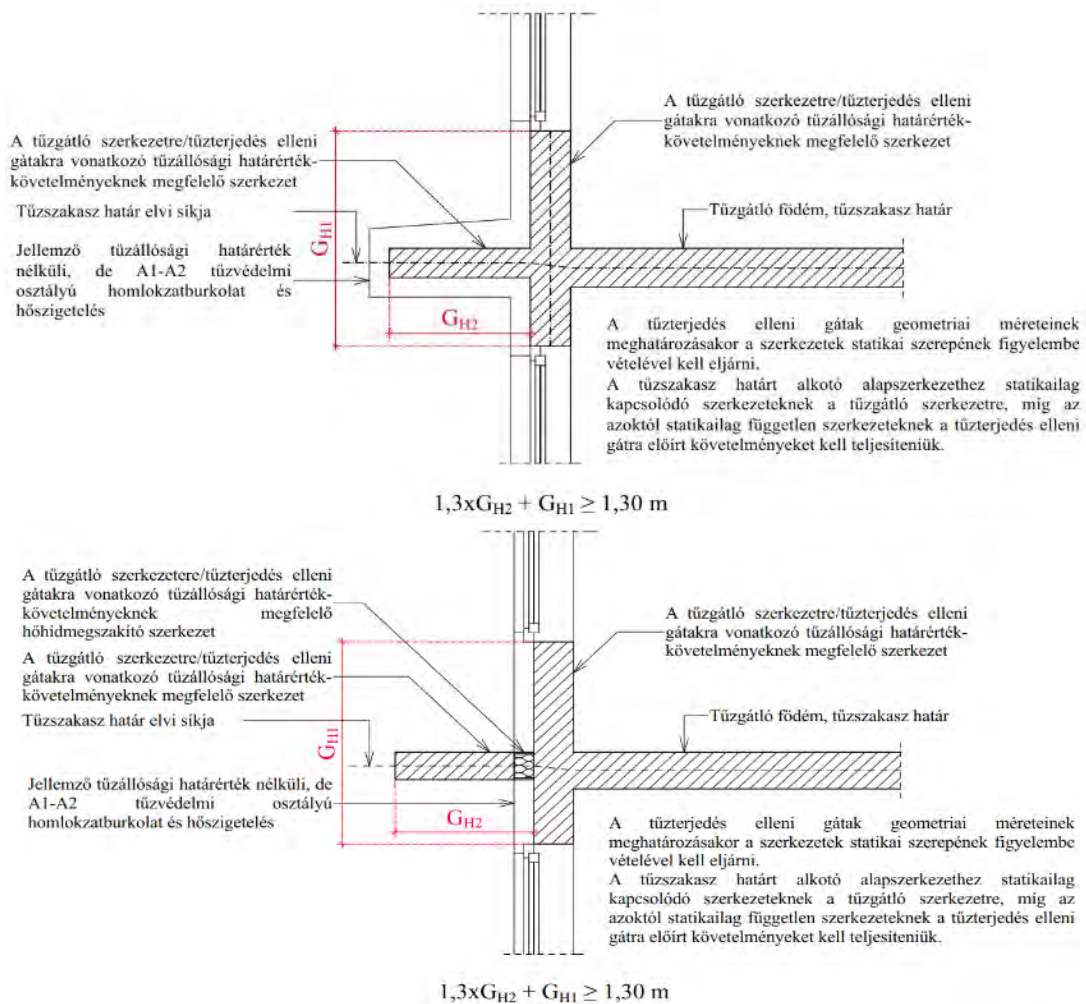 A tűzgátló szerkezetre/tűzterjedés elleni
gátakra vonatkozó tűzállósági határérték-
követelményeknek megfelelő szerkezet
A tűzgátló szerkezetre/tűzterjedés elleni
gátakra vonatkozó tűzállósági határérték-
követelményeknek megfelelő szerkezet
Tűzszakasz határ elvi síkja
Tűzgátló födém, tűzszakasz határ
Jellemző tűzállósági határérték
nélküli, de A1-A2 tűzvédelmi
osztályú homlokzatburkolat és
hőszigetelés
GH1
GH2
A tűzterjedés elleni gátak geometriai méreteinek
meghatározásakor a szerkezetek statikai szerepének figyelembe
vételével kell eljárni.
A tűzszakasz határt alkotó alapszerkezethez statikailag
kapcsolódó szerkezeteknek a tűzgátló szerkezetre, míg az
azoktól statikailag független szerkezeteknek a tűzterjedés elleni
gátra előírt követelményeket kell teljesíteniük.
1,3xGH2 + GH1 ≥ 1,30 m
A tűzgátló szerkezetere/tűzterjedés elleni
gátakra vonatkozó tűzállósági határérték-
követelményeknek megfelelő
hőhídmegszakító szerkezet
A tűzgátló szerkezetre/tűzterjedés elleni
gátakra vonatkozó tűzállósági határérték-
követelményeknek megfelelő szerkezet
A tűzgátló szerkezetre/tűzterjedés elleni
gátakra vonatkozó tűzállósági határérték-
követelményeknek megfelelő szerkezet
Tűzszakasz határ elvi síkja
Tűzgátló födém, tűzszakasz határ
Jellemző tűzállósági határérték nélküli, de
A1-A2 tűzvédelmi osztályú
homlokzatburkolat és hőszigetelés
GH1
GH2
A tűzterjedés elleni gátak geometriai méreteinek
meghatározásakor a szerkezetek statikai szerepének figyelembe
vételével kell eljárni.
A tűzszakasz határt alkotó alapszerkezethez statikailag
kapcsolódó szerkezeteknek a tűzgátló szerkezetre, míg az
azoktól statikailag független szerkezeteknek a tűzterjedés elleni
gátra előírt követelményeket kell teljesíteniük.
1,3xGH2 + GH1 ≥ 1,30 m